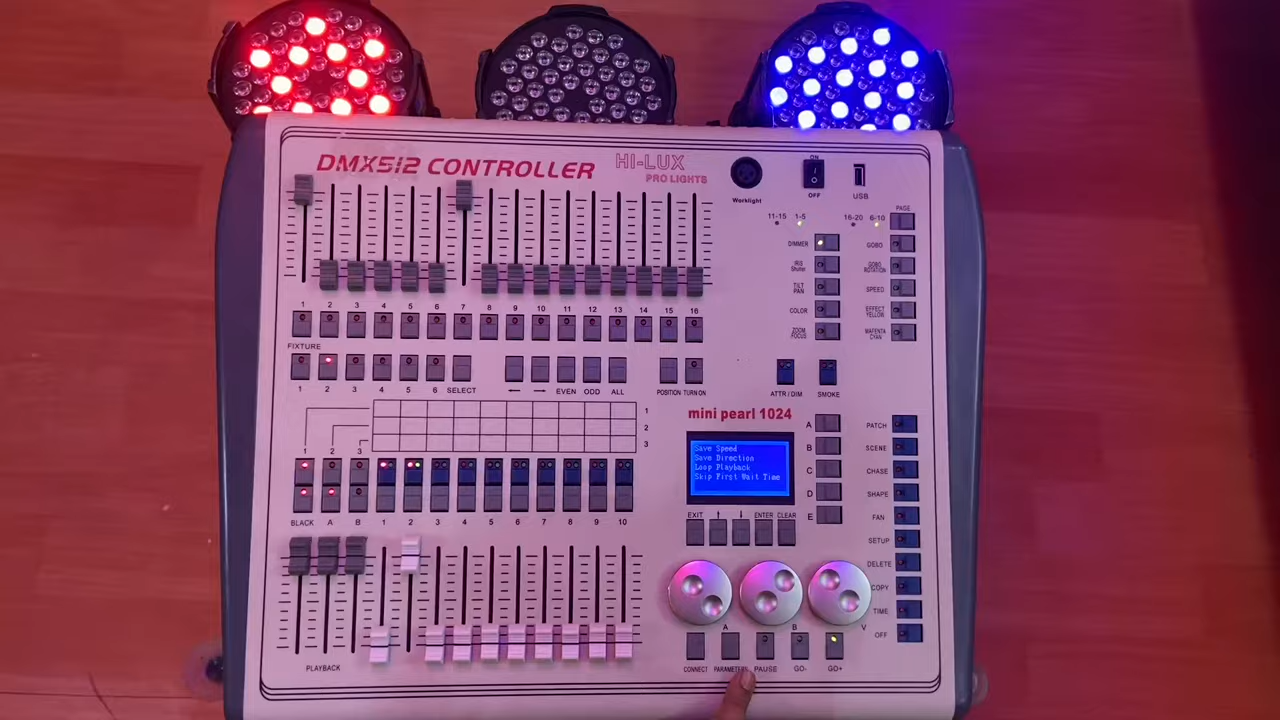 DMX512 CONTROLLER
HI-LUX
PRO LIGHTS
Worklight
ON
OFF
USB
11-15 1-5
16-20 6-10
PAGE
DIMMER
GOBO
IRIS
Shutter
GOBO
ROTATION
TILT
PAN
SPEED
COLOR
EFFECT
YELLOW
ZOOM
FOCUS
MAFENTA
CYAN
1 2 3 4 5 6 7 8 9 10 11 12 13 14 15 16
FIXTURE
1 2 3 4 5 6 SELECT ← → EVEN ODD ALL POSITION TURN ON
ATTR / DIM SMOKE
1
2
3
1 2 3
mini pearl 1024
Save Speed
Save Direction
Loop Playback
Skip First Wait Time
A
B
C
D
E
PATCH
SCENE
CHASE
SHAPE
FAN
SETUP
DELETE
COPY
TIME
OFF
EXIT ↑ ↓ ENTER CLEAR
BLACK A B 1 2 3 4 5 6 7 8 9 10
A B V
PLAYBACK
CONNECT PARAMETERS PAUSE GO- GO+